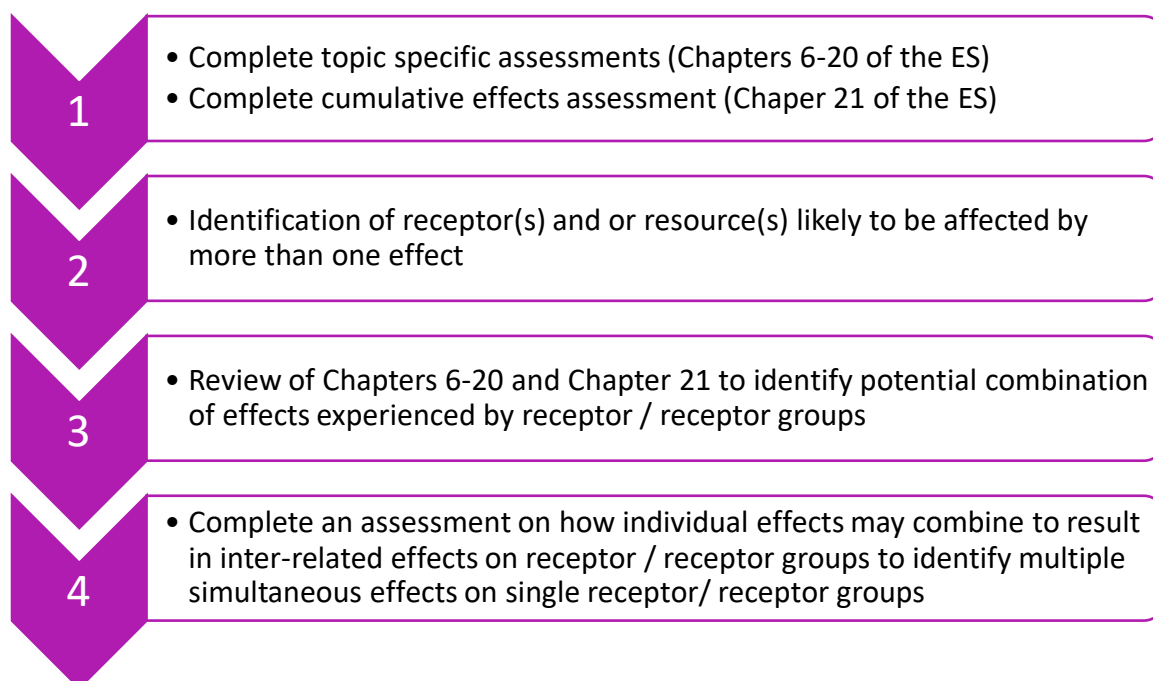 1
• Complete topic specific assessments (Chapters 6-20 of the ES)
• Complete cumulative effects assessment (Chaper 21 of the ES)
2
• Identification of receptor(s) and or resource(s) likely to be affected by
more than one effect
3
• Review of Chapters 6-20 and Chapter 21 to identify potential combination
of effects experienced by receptor / receptor groups
4
• Complete an assessment on how individual effects may combine to result
in inter-related effects on receptor / receptor groups to identify multiple
simultaneous effects on single receptor/ receptor groups